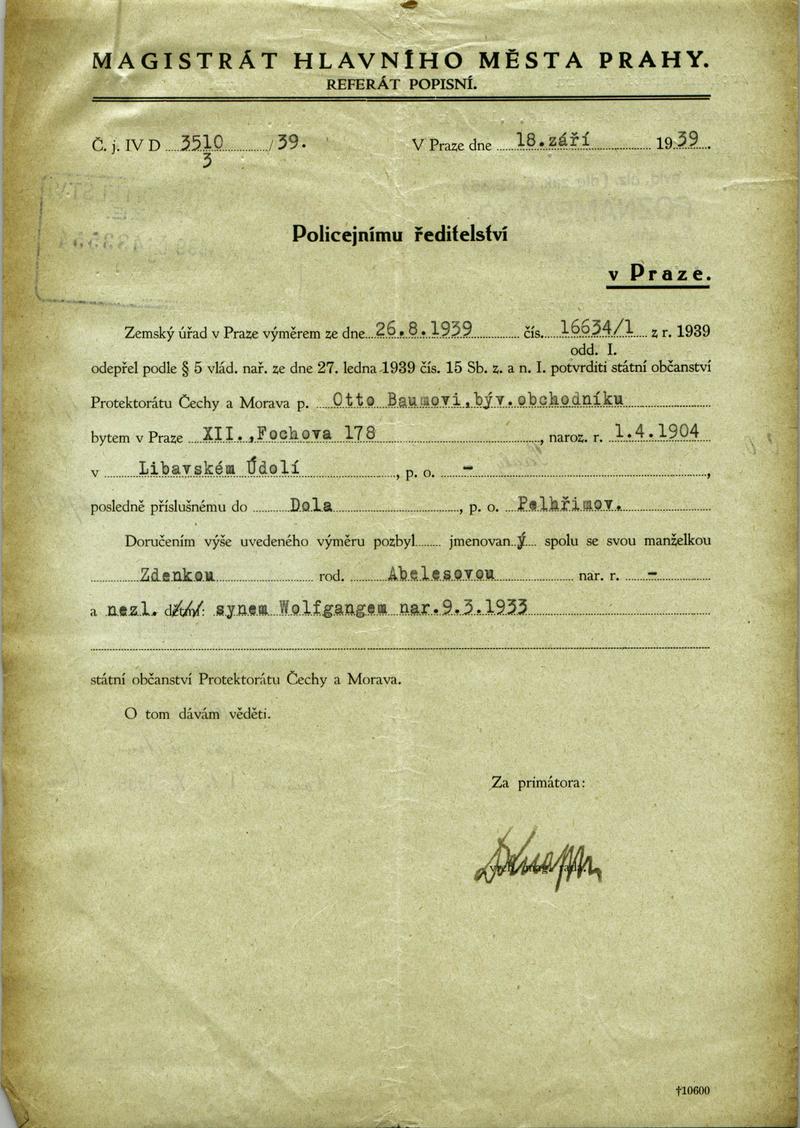 MAGISTRÁT HLAVNÍHO MĚSTA PRAHY.
REFERÁT POPISNÍ.
Č. j. IV D 3510/39.
3
V Praze dne 18.září 1939.
Policejnímu ředitelství
v Praze.
Zemský úřad v Praze výměrem ze dne 26.8.1939 čís. 16634/1 z r. 1939
odd. I.
odepřel podle § 5 vlád. nař. ze dne 27. ledna 1939 čís. 15 Sb. z. a n. I. potvrditi státní občanství
Protektorátu Čechy a Morava p. Otto Baumovi,býv.obchodníku
bytem v Praze XII.,Fochova 178, naroz. r. 1.4.1904
v Libavském Údolí, p. o. -,
posledně příslušnému do Dola, p. o. Pelhřimov.
Doručením výše uvedeného výměru pozbyl jmenovan ý spolu se svou manželkou
Zdenkou rod. Abelesovou nar. r. -
a nezl. synem Wolfgangem nar.9.3.1933
státní občanství Protektorátu Čechy a Morava.
O tom dávám věděti.
Za primátora:
†10600